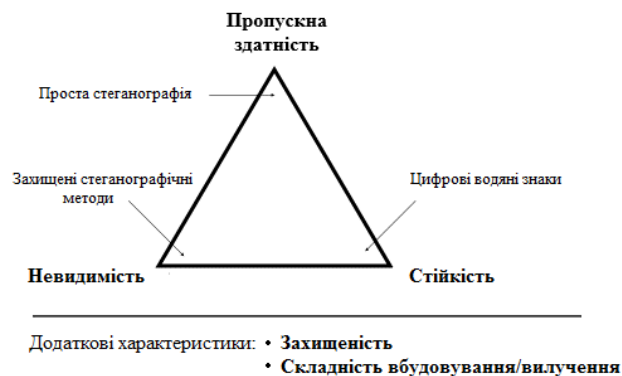 Пропускна
здатність
Проста стеганографія
Захищені стеганографічні
методи
Цифрові водяні знаки
Невидимість
Стійкість
Додаткові характеристики: • Захищеність
• Складність вбудовування/вилучення